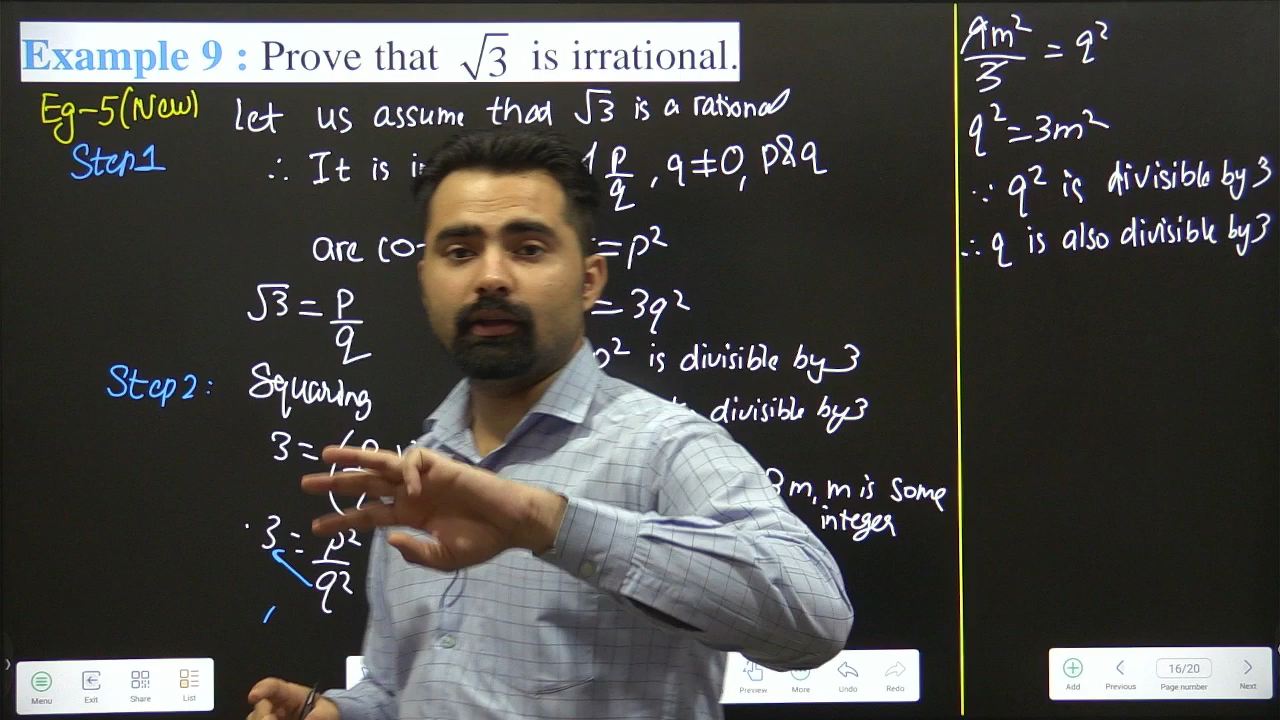 Example 9 : Prove that √3 is irrational.
Eg-5(New) Let us assume that √3 is a rational
Step1 ∴ It is in p/q, q≠0, p&q
are co- = p²
√3 = p/q = 3q²
p² is divisible by 3
Step2: Squaring divisible by 3
3 = (p
3m, m is some
integer
3 = p²/q²
9m²/3 = q²
q² = 3m²
∵ q² is divisible by 3
∴ q is also divisible by 3
Menu Exit Share List Preview More Undo Redo
Add Previous 16/20 Page number Next